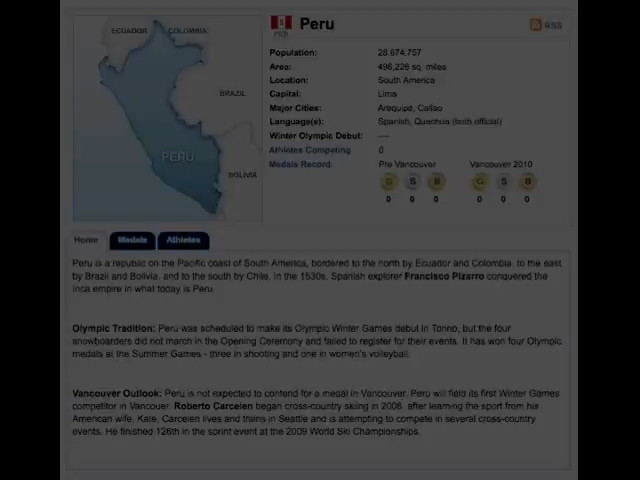 ECUADOR COLOMBIA
BRAZIL
PERU
BOLIVIA
PER
Peru
RSS
Population: 28,674,757
Area: 496,226 sq. miles
Location: South America
Capital: Lima
Major Cities: Arequipa, Callao
Language(s): Spanish, Quechua (both official)
Winter Olympic Debut: ----
Athletes Competing 0
Medals Record Pre Vancouver Vancouver 2010
G S B G S B
0 0 0 0 0 0
Home Medals Athletes
Peru is a republic on the Pacific coast of South America, bordered to the north by Ecuador and Colombia, to the east
by Brazil and Bolivia, and to the south by Chile. In the 1530s, Spanish explorer Francisco Pizarro conquered the
Inca empire in what today is Peru.
Olympic Tradition: Peru was scheduled to make its Olympic Winter Games debut in Torino, but the four
snowboarders did not march in the Opening Ceremony and failed to register for their events. It has won four Olympic
medals at the Summer Games - three in shooting and one in women's volleyball.
Vancouver Outlook: Peru is not expected to contend for a medal in Vancouver. Peru will field its first Winter Games
competitor in Vancouer. Roberto Carcelen began cross-country skiing in 2006, after learning the sport from his
American wife, Kate. Carcelen lives and trains in Seattle and is attempting to compete in several cross-country
events. He finished 126th in the sprint event at the 2009 World Ski Championships.